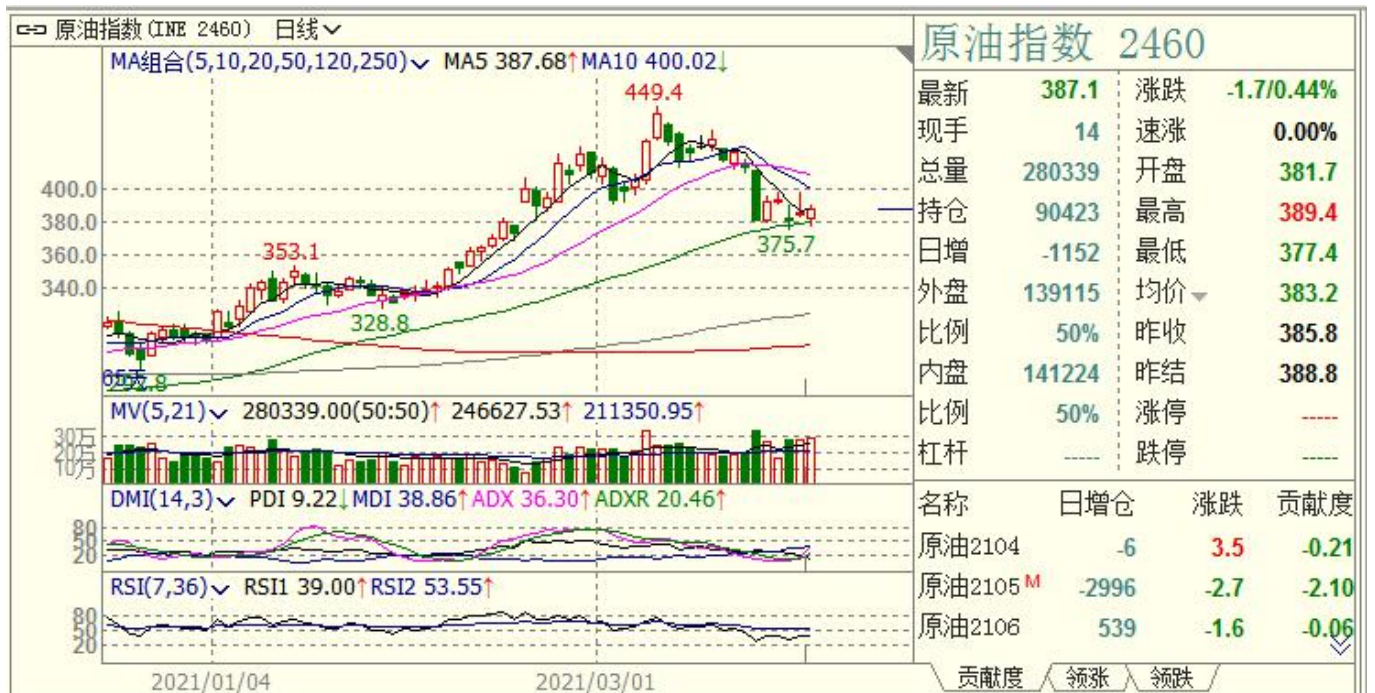 原油指数(INE 2460) 日线
MA组合(5,10,20,50,120,250) MA5 387.68↑MA10 400.02↓
449.4
400.0
380.0
375.7
353.1
360.0
340.0
328.8
292.8
MV(5,21) 280339.00(50:50)↑ 246627.53↑ 211350.95↑
30万
20万
10万
DMI(14,3) PDI 9.22↓MDI 38.86↑ADX 36.30↑ADXR 20.46↑
80
50
20
RSI(7,36) RSI1 39.00↑RSI2 53.55↑
80
50
20
2021/01/04 2021/03/01
原油指数 2460
最新 387.1 涨跌 -1.7/0.44%
现手 14 速涨 0.00%
总量 280339 开盘 381.7
持仓 90423 最高 389.4
日增 -1152 最低 377.4
外盘 139115 均价 383.2
比例 50% 昨收 385.8
内盘 141224 昨结 388.8
比例 50% 涨停 -----
杠杆 ----- 跌停 -----
名称 日增仓 涨跌 贡献度
原油2104 -6 3.5 -0.21
原油2105 M -2996 -2.7 -2.10
原油2106 539 -1.6 -0.06
贡献度 领涨 领跌